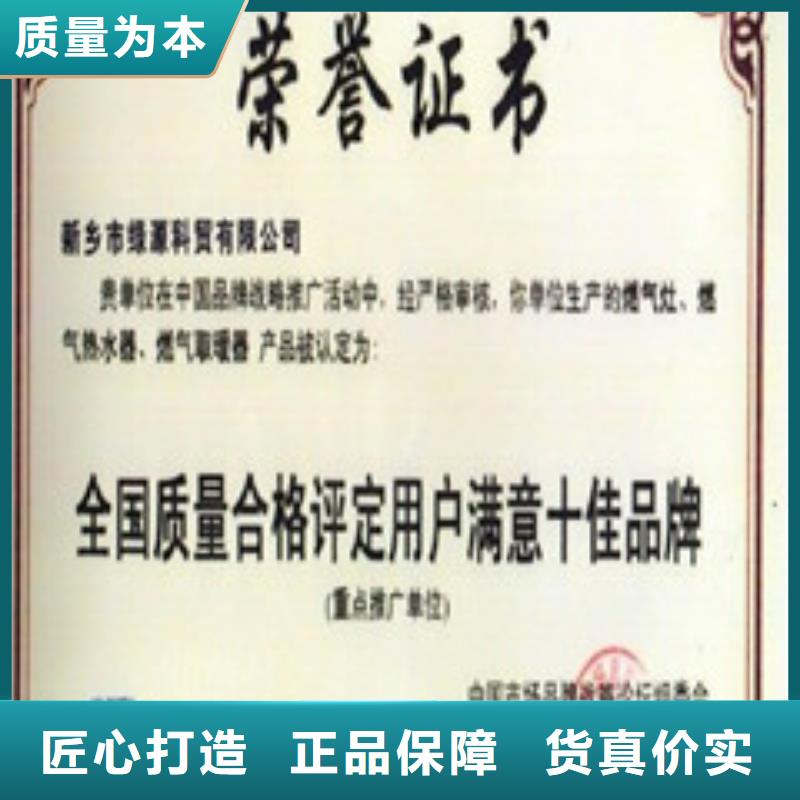 质量为本
荣誉证书
新乡市绿源科贸有限公司
贵单位在中国品牌战略推广活动中，经严格审核，你单位生产的燃气灶、燃
气热水器、燃气取暖器 产品被认定为：
全国质量合格评定用户满意十佳品牌
(重点推广单位)
匠心打造 正品保障 货真价实